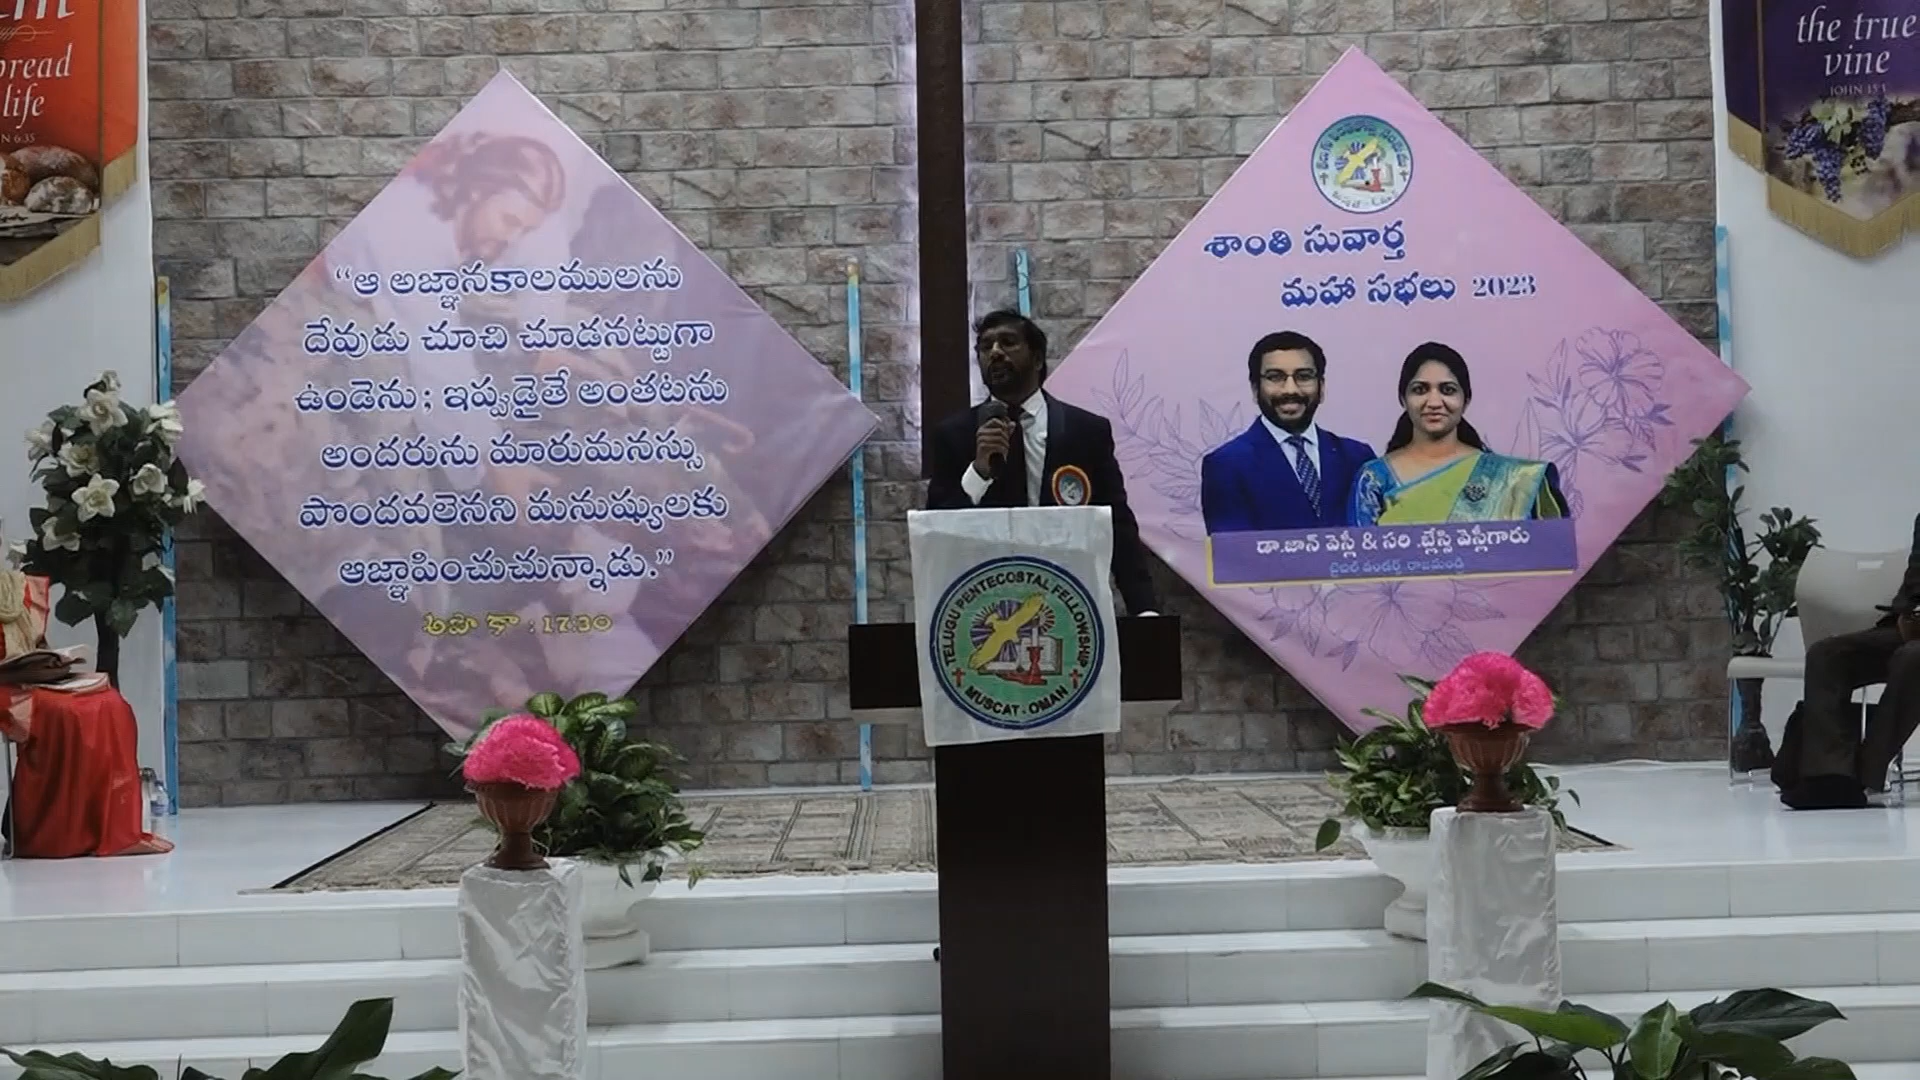 bread
life
the true
vine
JOHN 15:1
“ఆ అజ్ఞానకాలములను
దేవుడు చూచి చూడనట్టుగా
ఉండెను; ఇప్పుడైతే అంతటను
అందరును మారుమనస్సు
పొందవలెనని మనుష్యులకు
ఆజ్ఞాపించుచున్నాడు.”
అపొ కా : 17:30
శాంతి సువార్త
మహా సభలు 2023
డా.జాన్ వెస్లీ & సరి .బ్లెస్సీ వెస్లీగారు
TELUGU PENTECOSTAL FELLOWSHIP
MUSCAT - OMAN